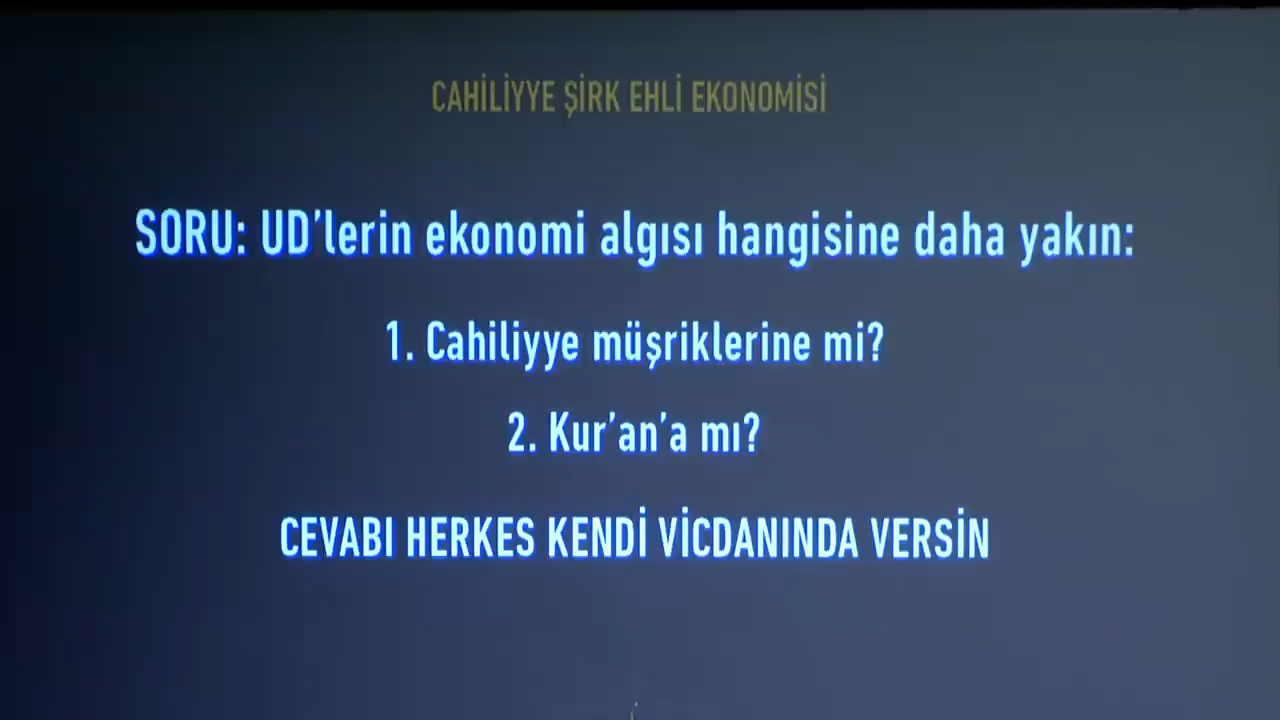 CAHİLİYYE ŞİRK EHLİ EKONOMİSİ
SORU: UD'lerin ekonomi algısı hangisine daha yakın:
1. Cahiliyye müşriklerine mi?
2. Kur'an'a mı?
CEVABI HERKES KENDİ VİCDANINDA VERSİN